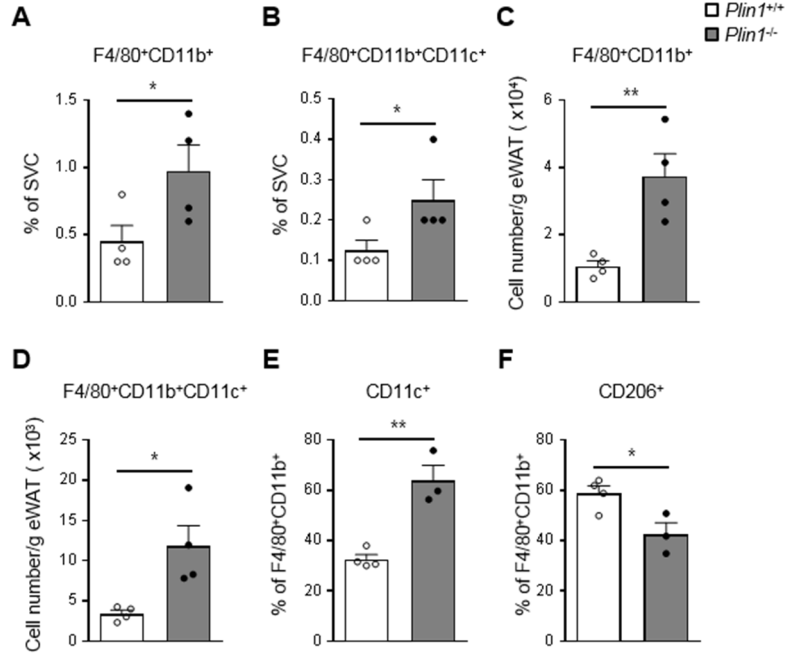 A
B
C
Plin1+/+
Plin1-/-
F4/80+CD11b+
F4/80+CD11b+CD11c+
F4/80+CD11b+
% of SVC
1.5
1.0
0.5
0.0
*
% of SVC
0.5
0.4
0.3
0.2
0.1
0.0
*
Cell number/g eWAT ( x10⁴)
6
4
2
0
**
D
E
F
F4/80+CD11b+CD11c+
CD11c+
CD206+
Cell number/g eWAT ( x10³)
25
20
15
10
5
0
*
% of F4/80+CD11b+
80
60
40
20
0
**
% of F4/80+CD11b+
80
60
40
20
0
*